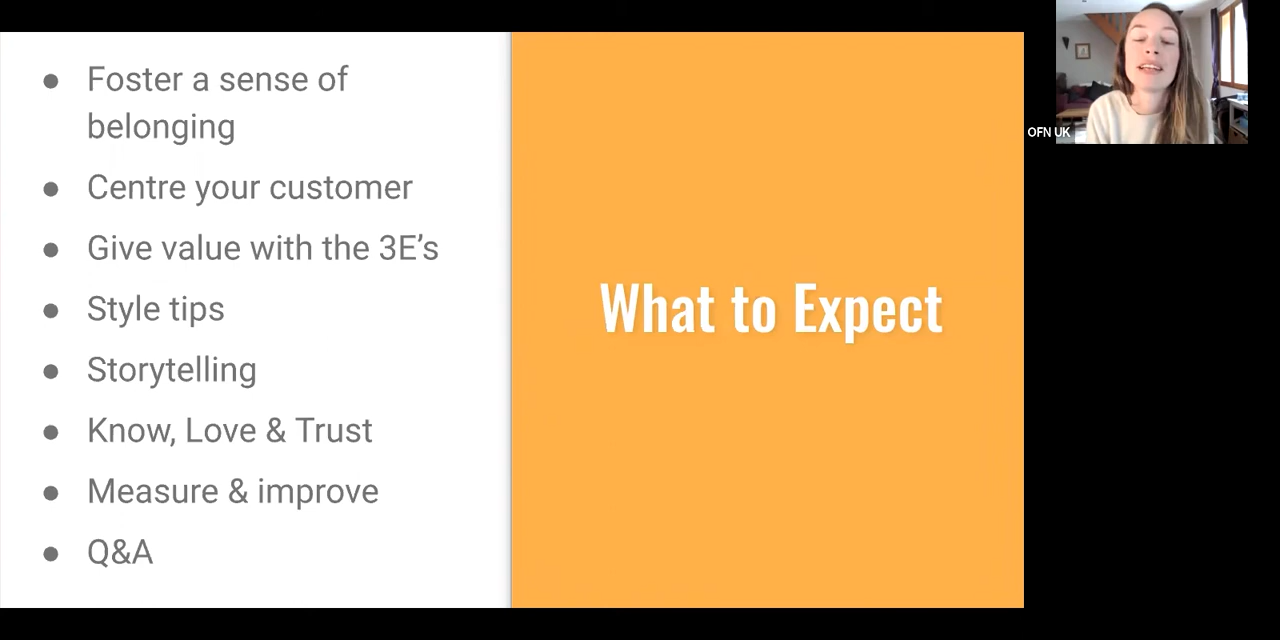 Foster a sense of
belonging
Centre your customer
Give value with the 3E’s
Style tips
Storytelling
Know, Love & Trust
Measure & improve
Q&A
What to Expect
OFN UK